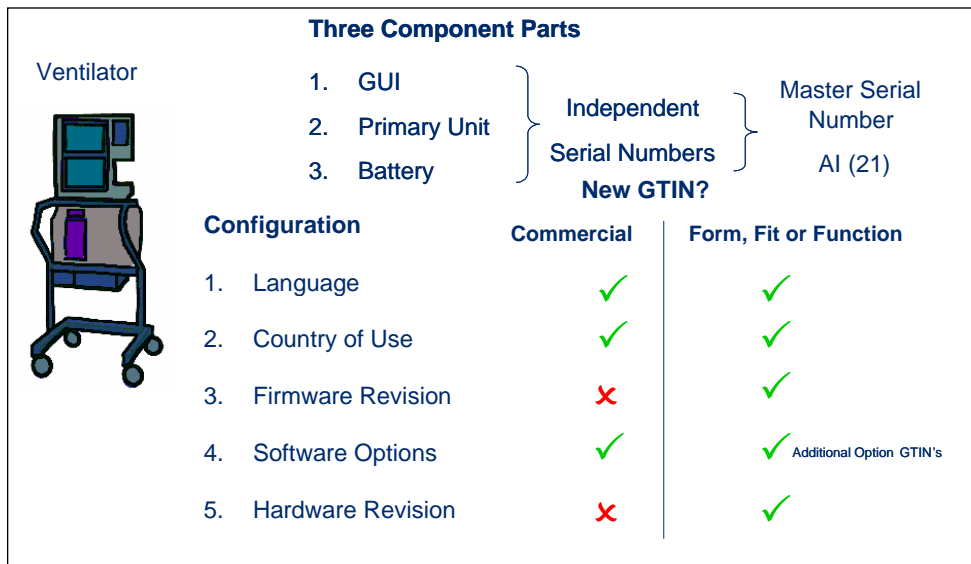 Three Component Parts
Ventilator
1. GUI
2. Primary Unit
3. Battery
Independent
Serial Numbers
Master Serial
Number
AI (21)
New GTIN?
Configuration
Commercial
Form, Fit or Function
1. Language ✓ ✓
2. Country of Use ✓ ✓
3. Firmware Revision ✗ ✓
4. Software Options ✓ ✓ Additional Option GTIN's
5. Hardware Revision ✗ ✓